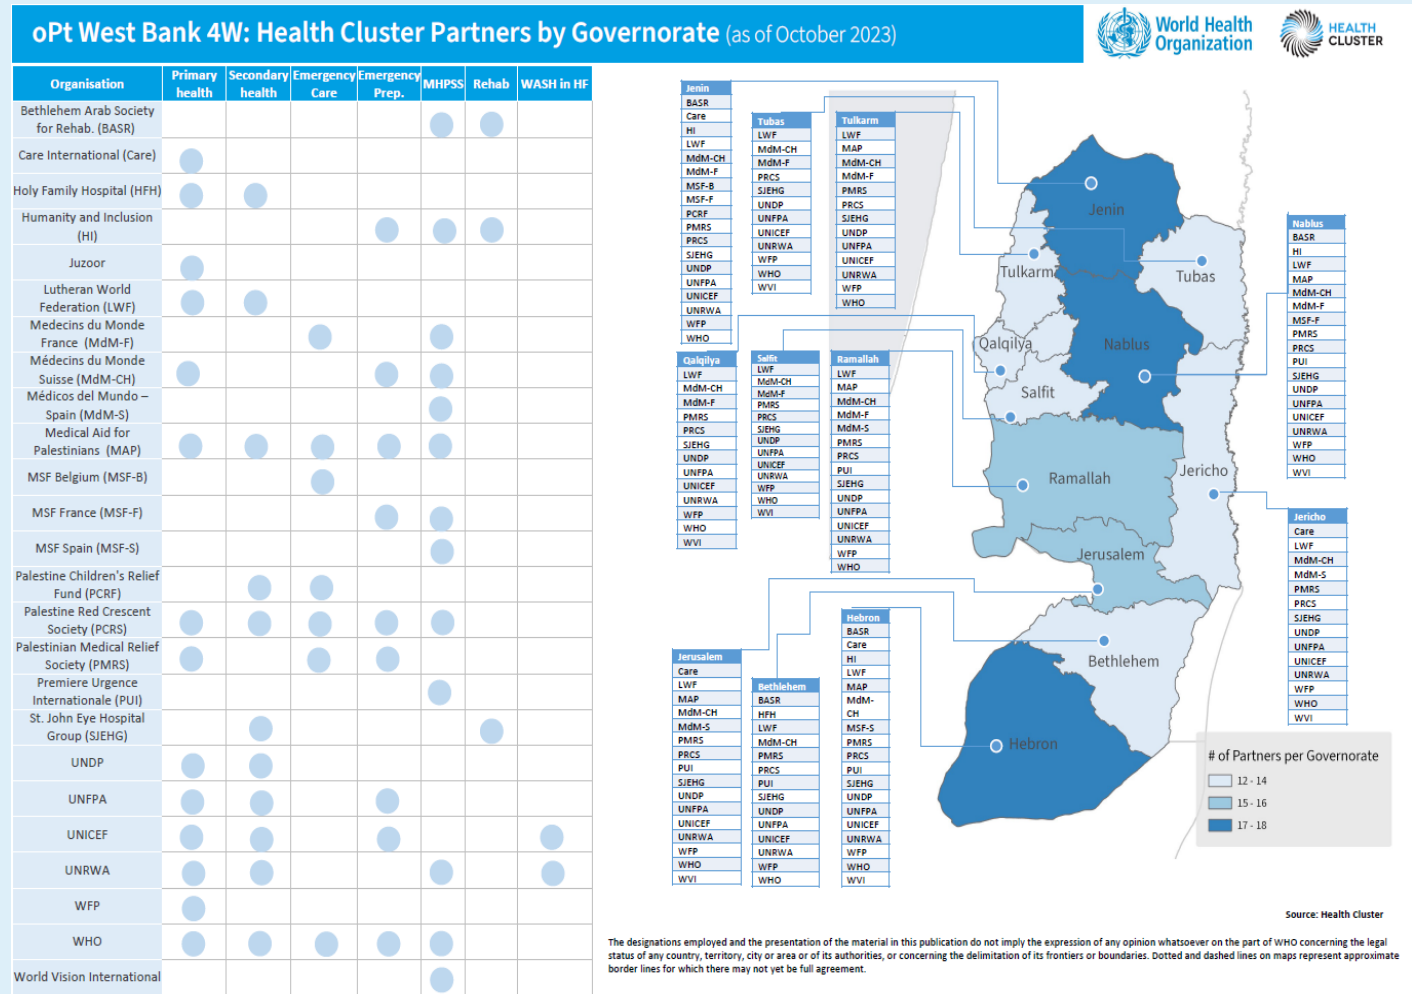 oPt West Bank 4W: Health Cluster Partners by Governorate (as of October 2023)
World Health
Organization
HEALTH
CLUSTER
Organisation
Primary
health
Secondary
health
Emergency
Care
Emergency
Prep.
MHPSS
Rehab
WASH in HF
Bethlehem Arab Society
for Rehab. (BASR)
Care International (Care)
Holy Family Hospital (HFH)
Humanity and Inclusion
(HI)
Juzoor
Lutheran World
Federation (LWF)
Medecins du Monde
France (MdM-F)
Médecins du Monde
Suisse (MdM-CH)
Médicos del Mundo –
Spain (MdM-S)
Medical Aid for
Palestinians (MAP)
MSF Belgium (MSF-B)
MSF France (MSF-F)
MSF Spain (MSF-S)
Palestine Children's Relief
Fund (PCRF)
Palestine Red Crescent
Society (PCRS)
Palestinian Medical Relief
Society (PMRS)
Premiere Urgence
Internationale (PUI)
St. John Eye Hospital
Group (SJEHG)
UNDP
UNFPA
UNICEF
UNRWA
WFP
WHO
World Vision International
Jenin
BASR
Care
HI
LWF
MdM-CH
MdM-F
MSF-B
MSF-F
PCRF
PMRS
PRCS
SJEHG
UNDP
UNFPA
UNICEF
UNRWA
WFP
WHO
Tubas
LWF
MdM-CH
MdM-F
PRCS
SJEHG
UNDP
UNFPA
UNICEF
UNRWA
WFP
WHO
WVI
Tulkarm
LWF
MAP
MdM-CH
MdM-F
PMRS
PRCS
SJEHG
UNDP
UNFPA
UNICEF
UNRWA
WFP
WHO
Qalqilya
LWF
MdM-CH
MdM-F
PMRS
PRCS
SJEHG
UNDP
UNFPA
UNICEF
UNRWA
WFP
WHO
WVI
Salfit
LWF
MdM-CH
MdM-F
PMRS
PRCS
SJEHG
UNDP
UNFPA
UNICEF
UNRWA
WFP
WHO
WVI
Ramallah
LWF
MAP
MdM-CH
MdM-F
MdM-S
PMRS
PRCS
PUI
SJEHG
UNDP
UNFPA
UNICEF
UNRWA
WFP
WHO
Nablus
BASR
HI
LWF
MAP
MdM-CH
MdM-F
MSF-F
PMRS
PRCS
PUI
SJEHG
UNDP
UNFPA
UNICEF
UNRWA
WFP
WHO
WVI
Jericho
Care
LWF
MdM-CH
MdM-S
PMRS
PRCS
SJEHG
UNDP
UNFPA
UNICEF
UNRWA
WFP
WHO
WVI
Jerusalem
Care
LWF
MAP
MdM-CH
MdM-S
PMRS
PRCS
PUI
SJEHG
UNDP
UNFPA
UNICEF
UNRWA
WFP
WHO
WVI
Bethlehem
BASR
HFH
LWF
MdM-CH
PMRS
PRCS
PUI
SJEHG
UNDP
UNFPA
UNICEF
UNRWA
WFP
WHO
Hebron
BASR
Care
HI
LWF
MAP
MdM-
CH
MSF-S
PMRS
PRCS
PUI
SJEHG
UNDP
UNFPA
UNICEF
UNRWA
WFP
WHO
WVI
Jenin
Tulkarm
Tubas
Qalqilya
Nablus
Salfit
Ramallah
Jericho
Jerusalem
Bethlehem
Hebron
# of Partners per Governorate
12 - 14
15 - 16
17 - 18
Source: Health Cluster
The designations employed and the presentation of the material in this publication do not imply the expression of any opinion whatsoever on the part of WHO concerning the legal
status of any country, territory, city or area or of its authorities, or concerning the delimitation of its frontiers or boundaries. Dotted and dashed lines on maps represent approximate
border lines for which there may not yet be full agreement.